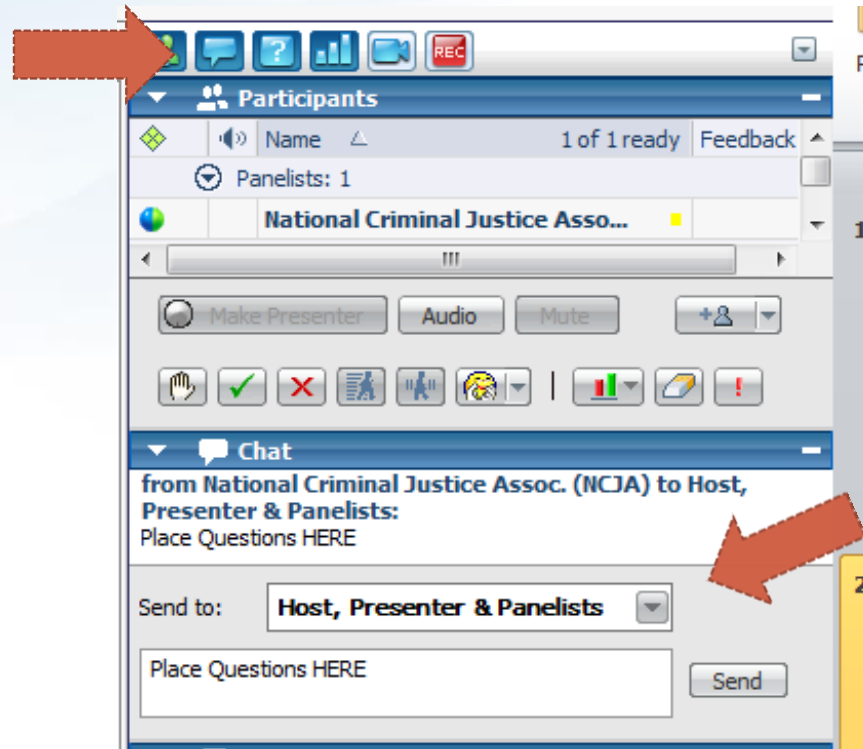 REC
Participants
Name 1 of 1 ready Feedback
Panelists: 1
National Criminal Justice Asso...
Make Presenter Audio Mute
Chat
from National Criminal Justice Assoc. (NCJA) to Host,
Presenter & Panelists:
Place Questions HERE
Send to: Host, Presenter & Panelists
Place Questions HERE
Send
1
2